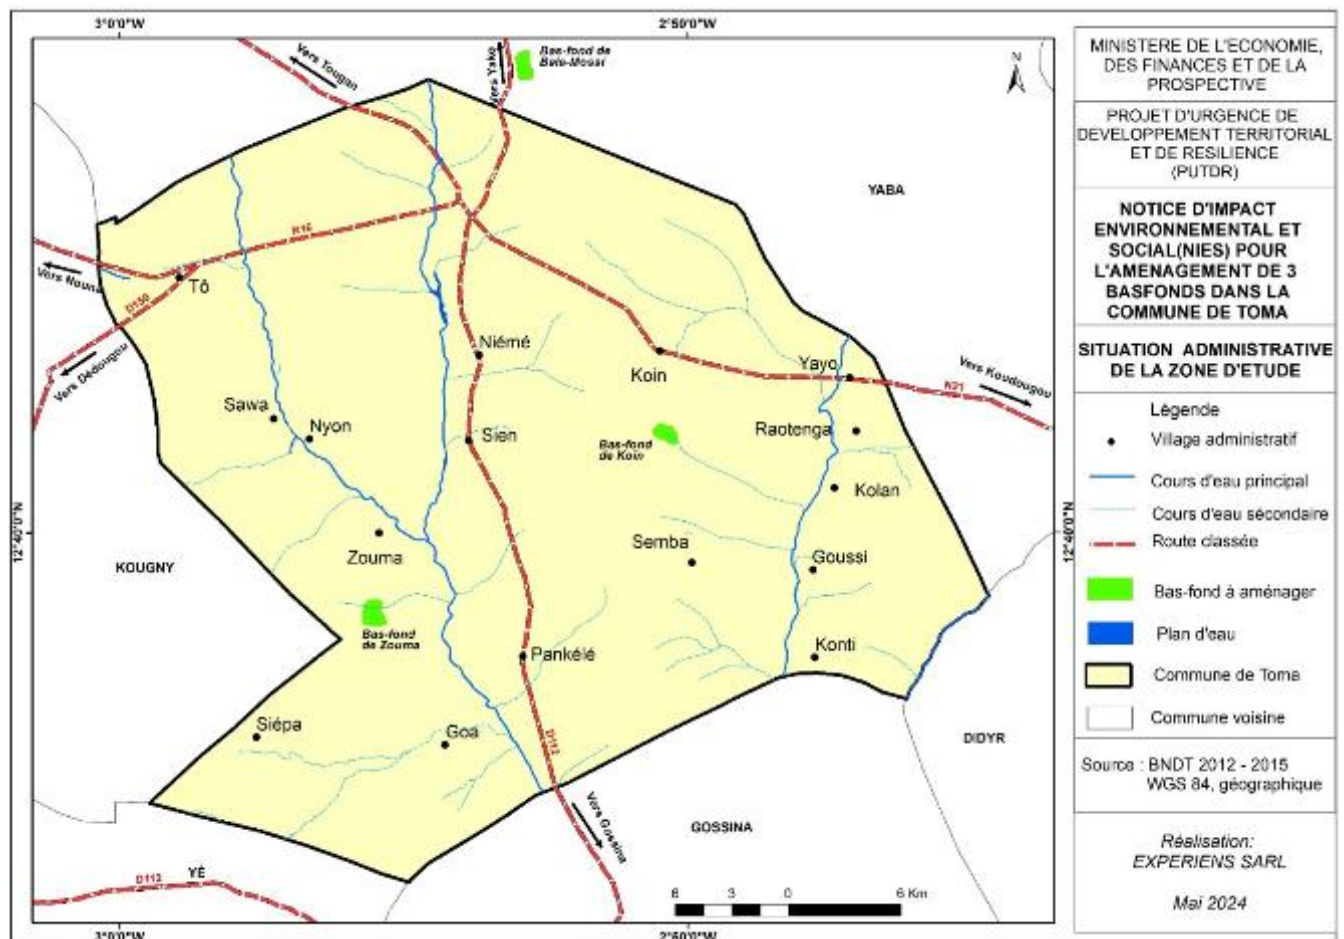 3°0'0"W
2°50'0"W
Vers Tougan
Vers Yako
Bas-fond de
N
YABA
N16
Vers Nouna
Tô
D150
Vers Dédougou
Niémé
Koin
Yayo
Vers Koudougou
N21
Sawa
Nyon
Sien
Bas-fond
de Koin
Raotenga
Kolan
12°40'0"N
12°40'0"N
Zouma
Semba
Goussi
KOUGNY
Bas-fond
de Zouma
Pankélé
Konti
Siépa
Goa
D112
DIDYR
Vers Gossina
GOSSINA
D112
YÉ
6 3 0 6 Km
3°0'0"W
2°50'0"W
MINISTERE DE L'ECONOMIE,
DES FINANCES ET DE LA
PROSPECTIVE
PROJET D'URGENCE DE
DEVELOPPEMENT TERRITORIAL
ET DE RESILIENCE
(PUTDR)
NOTICE D'IMPACT
ENVIRONNEMENTAL ET
SOCIAL(NIES) POUR
L'AMENAGEMENT DE 3
BASFONDS DANS LA
COMMUNE DE TOMA
SITUATION ADMINISTRATIVE
DE LA ZONE D'ETUDE
Légende
Village administratif
Cours d'eau principal
Cours d'eau sécondaire
Route classée
Bas-fond à aménager
Plan d'eau
Commune de Toma
Commune voisine
Source : BNDT 2012 - 2015
WGS 84, géographique
Réalisation:
EXPERIENS SARL
Mai 2024